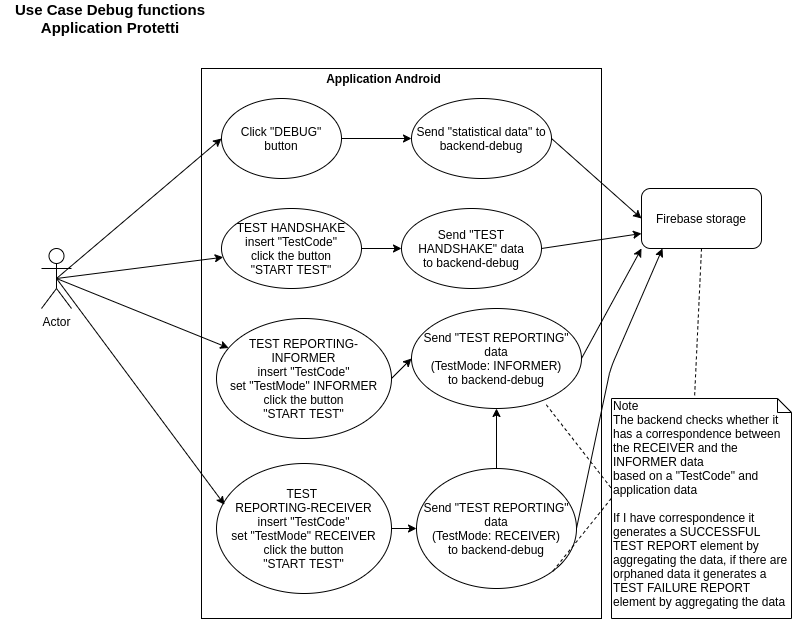 Use Case Debug functions
Application Protetti
Application Android
Click "DEBUG"
button
Send "statistical data" to
backend-debug
Firebase storage
TEST HANDSHAKE
insert "TestCode"
click the button
"START TEST"
Send "TEST
HANDSHAKE" data
to backend-debug
Actor
TEST REPORTING-
INFORMER
insert "TestCode"
set "TestMode" INFORMER
click the button
"START TEST"
Send "TEST REPORTING"
data
(TestMode: INFORMER)
to backend-debug
TEST
REPORTING-RECEIVER
insert "TestCode"
set "TestMode" RECEIVER
click the button
"START TEST"
Send "TEST REPORTING"
data
(TestMode: RECEIVER)
to backend-debug
Note
The backend checks whether it
has a correspondence between
the RECEIVER and the
INFORMER data
based on a "TestCode" and
application data
If I have correspondence it
generates a SUCCESSFUL
TEST REPORT element by
aggregating the data, if there are
orphaned data it generates a
TEST FAILURE REPORT
element by aggregating the data